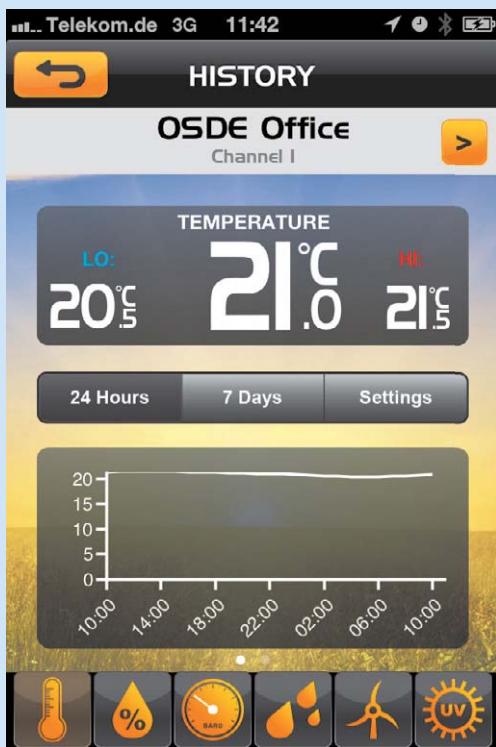 Telekom.de 3G 11:42
HISTORY
OSDE Office
Channel 1
>
TEMPERATURE
LO:
HI:
20.5°C
21.0°C
21.5°C
24 Hours
7 Days
Settings
20
15
10
5
0
10:00
14:00
18:00
22:00
02:00
06:00
10:00
%
BARO
UV